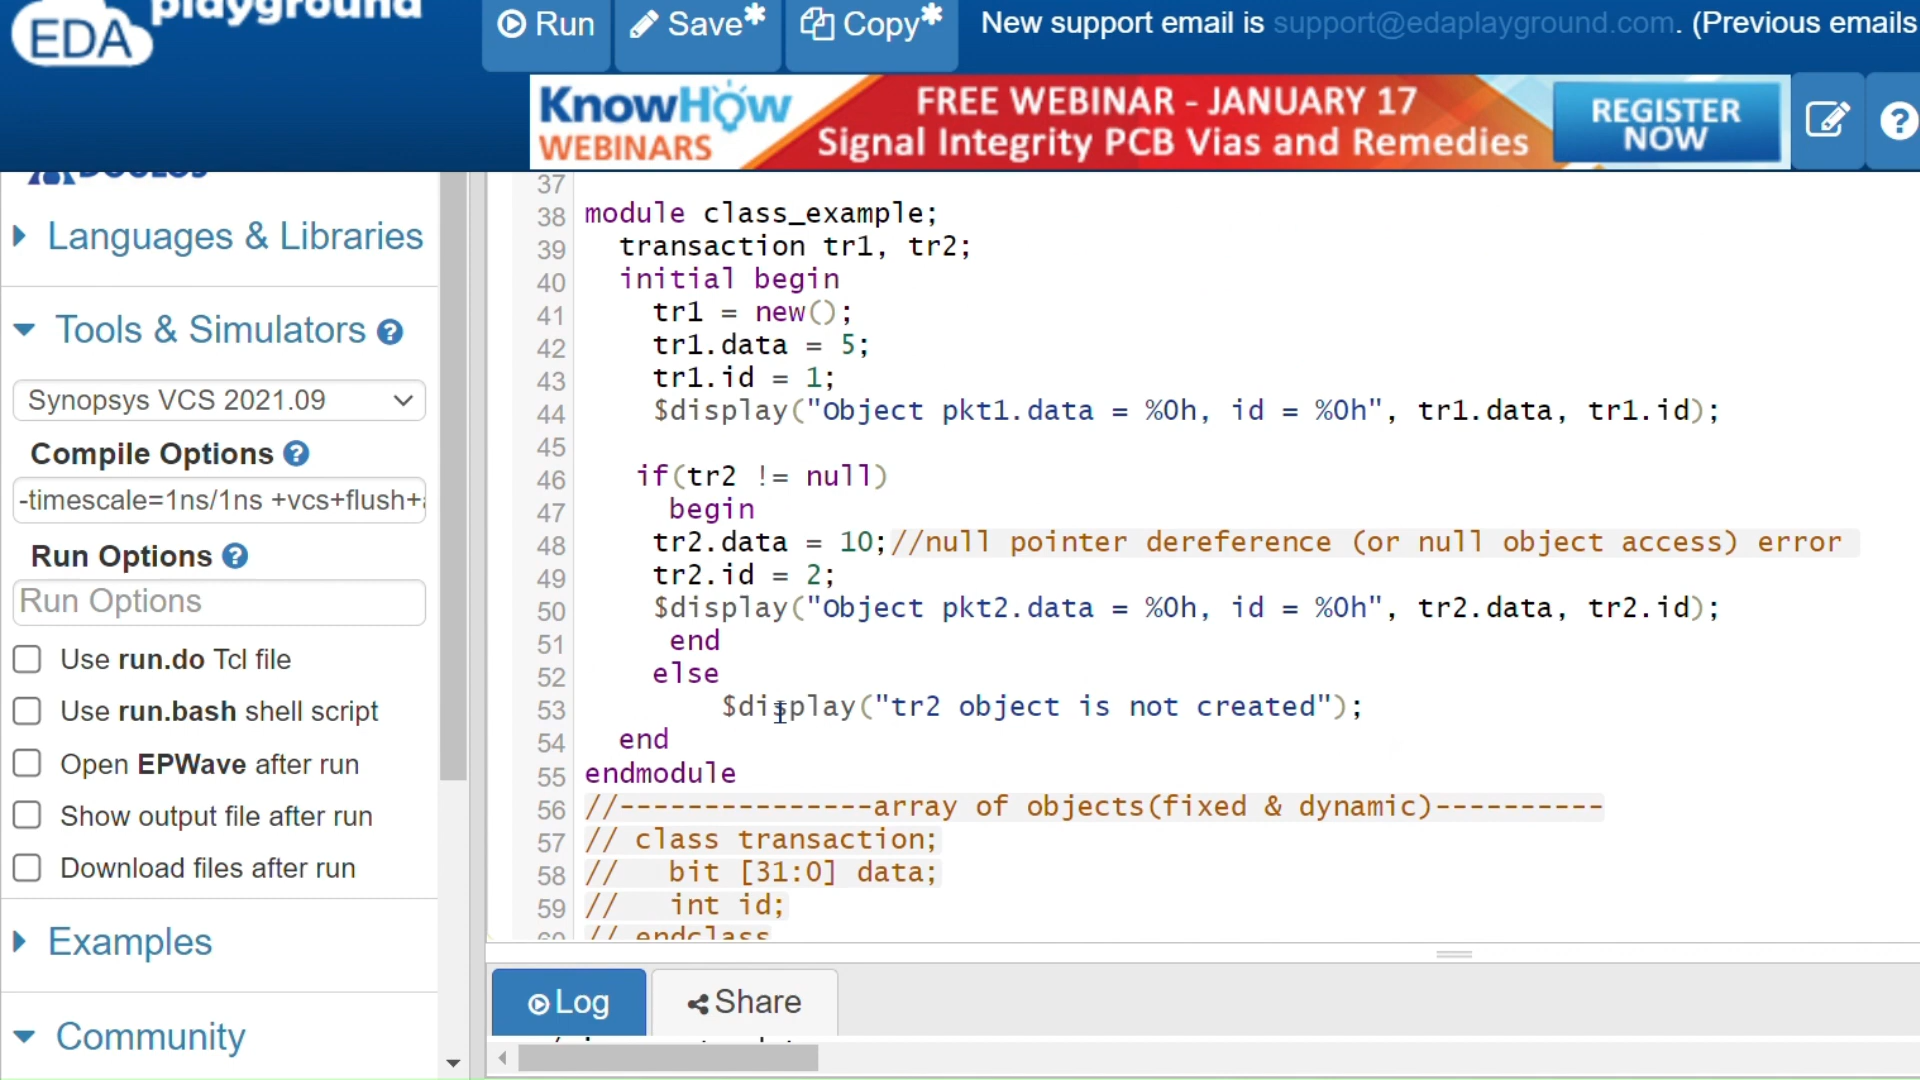 EDA playground
Run
Save*
Copy*
New support email is support@edaplayground.com. (Previous emails
KnowHow
WEBINARS
FREE WEBINAR - JANUARY 17
Signal Integrity PCB Vias and Remedies
REGISTER
NOW
DOULOS
Languages & Libraries
Tools & Simulators
Synopsys VCS 2021.09
Compile Options
-timescale=1ns/1ns +vcs+flush+
Run Options
Run Options
Use run.do Tcl file
Use run.bash shell script
Open EPWave after run
Show output file after run
Download files after run
Examples
Community
37
38 module class_example;
39 transaction tr1, tr2;
40 initial begin
41 tr1 = new();
42 tr1.data = 5;
43 tr1.id = 1;
44 $display("Object pkt1.data = %0h, id = %0h", tr1.data, tr1.id);
45
46 if(tr2 != null)
47 begin
48 tr2.data = 10;//null pointer dereference (or null object access) error
49 tr2.id = 2;
50 $display("Object pkt2.data = %0h, id = %0h", tr2.data, tr2.id);
51 end
52 else
53 $display("tr2 object is not created");
54 end
55 endmodule
56 //---------------array of objects(fixed & dynamic)----------
57 // class transaction;
58 // bit [31:0] data;
59 // int id;
60 // endclass
Log
Share